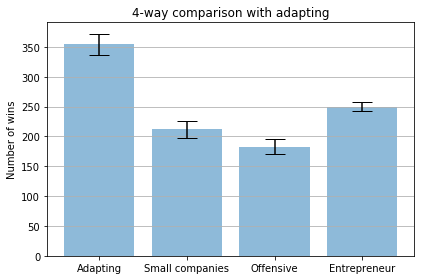 4-way comparison with adapting
Number of wins
350
300
250
200
150
100
50
0
Adapting Small companies Offensive Entrepreneur